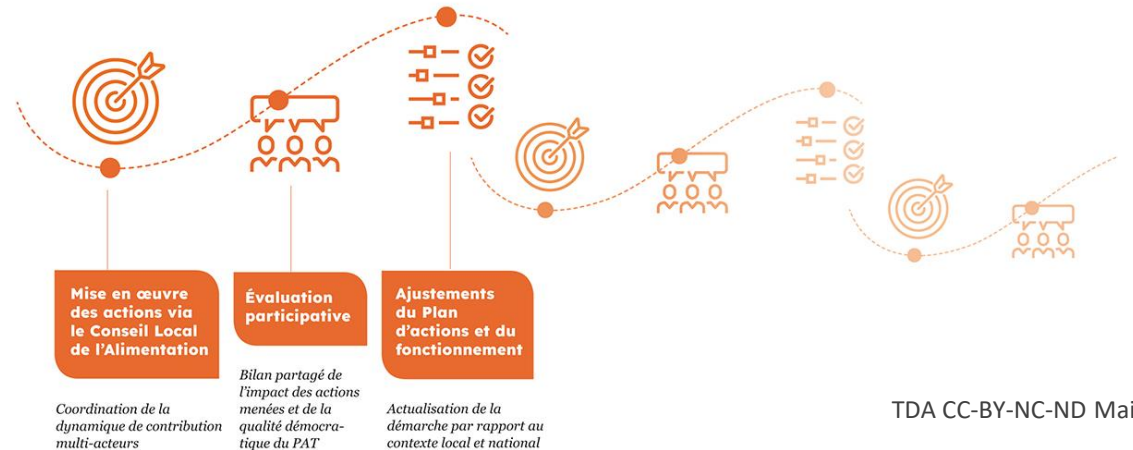 Mise en œuvre
des actions via
le Conseil Local
de l’Alimentation
Coordination de la
dynamique de contribution
multi-acteurs
Évaluation
participative
Bilan partagé de
l’impact des actions
menées et de la
qualité démocra-
tique du PAT
Ajustements
du Plan
d’actions et du
fonctionnement
Actualisation de la
démarche par rapport au
contexte local et national
TDA CC-BY-NC-ND Mai